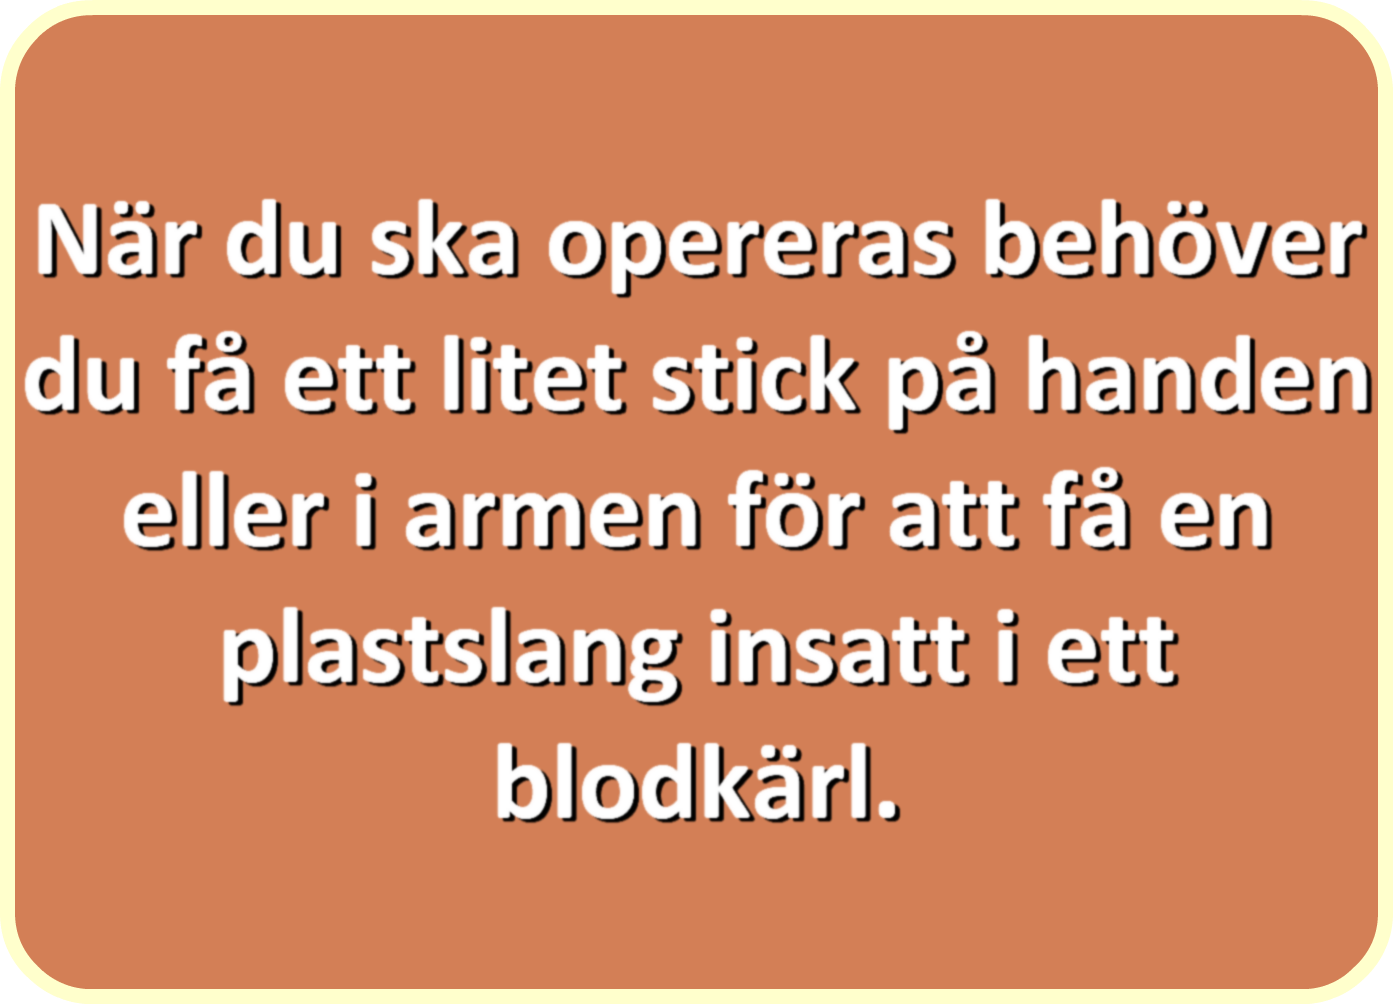 När du ska opereras behöver
du få ett litet stick på handen
eller i armen för att få en
plastslang insatt i ett
blodkärl.